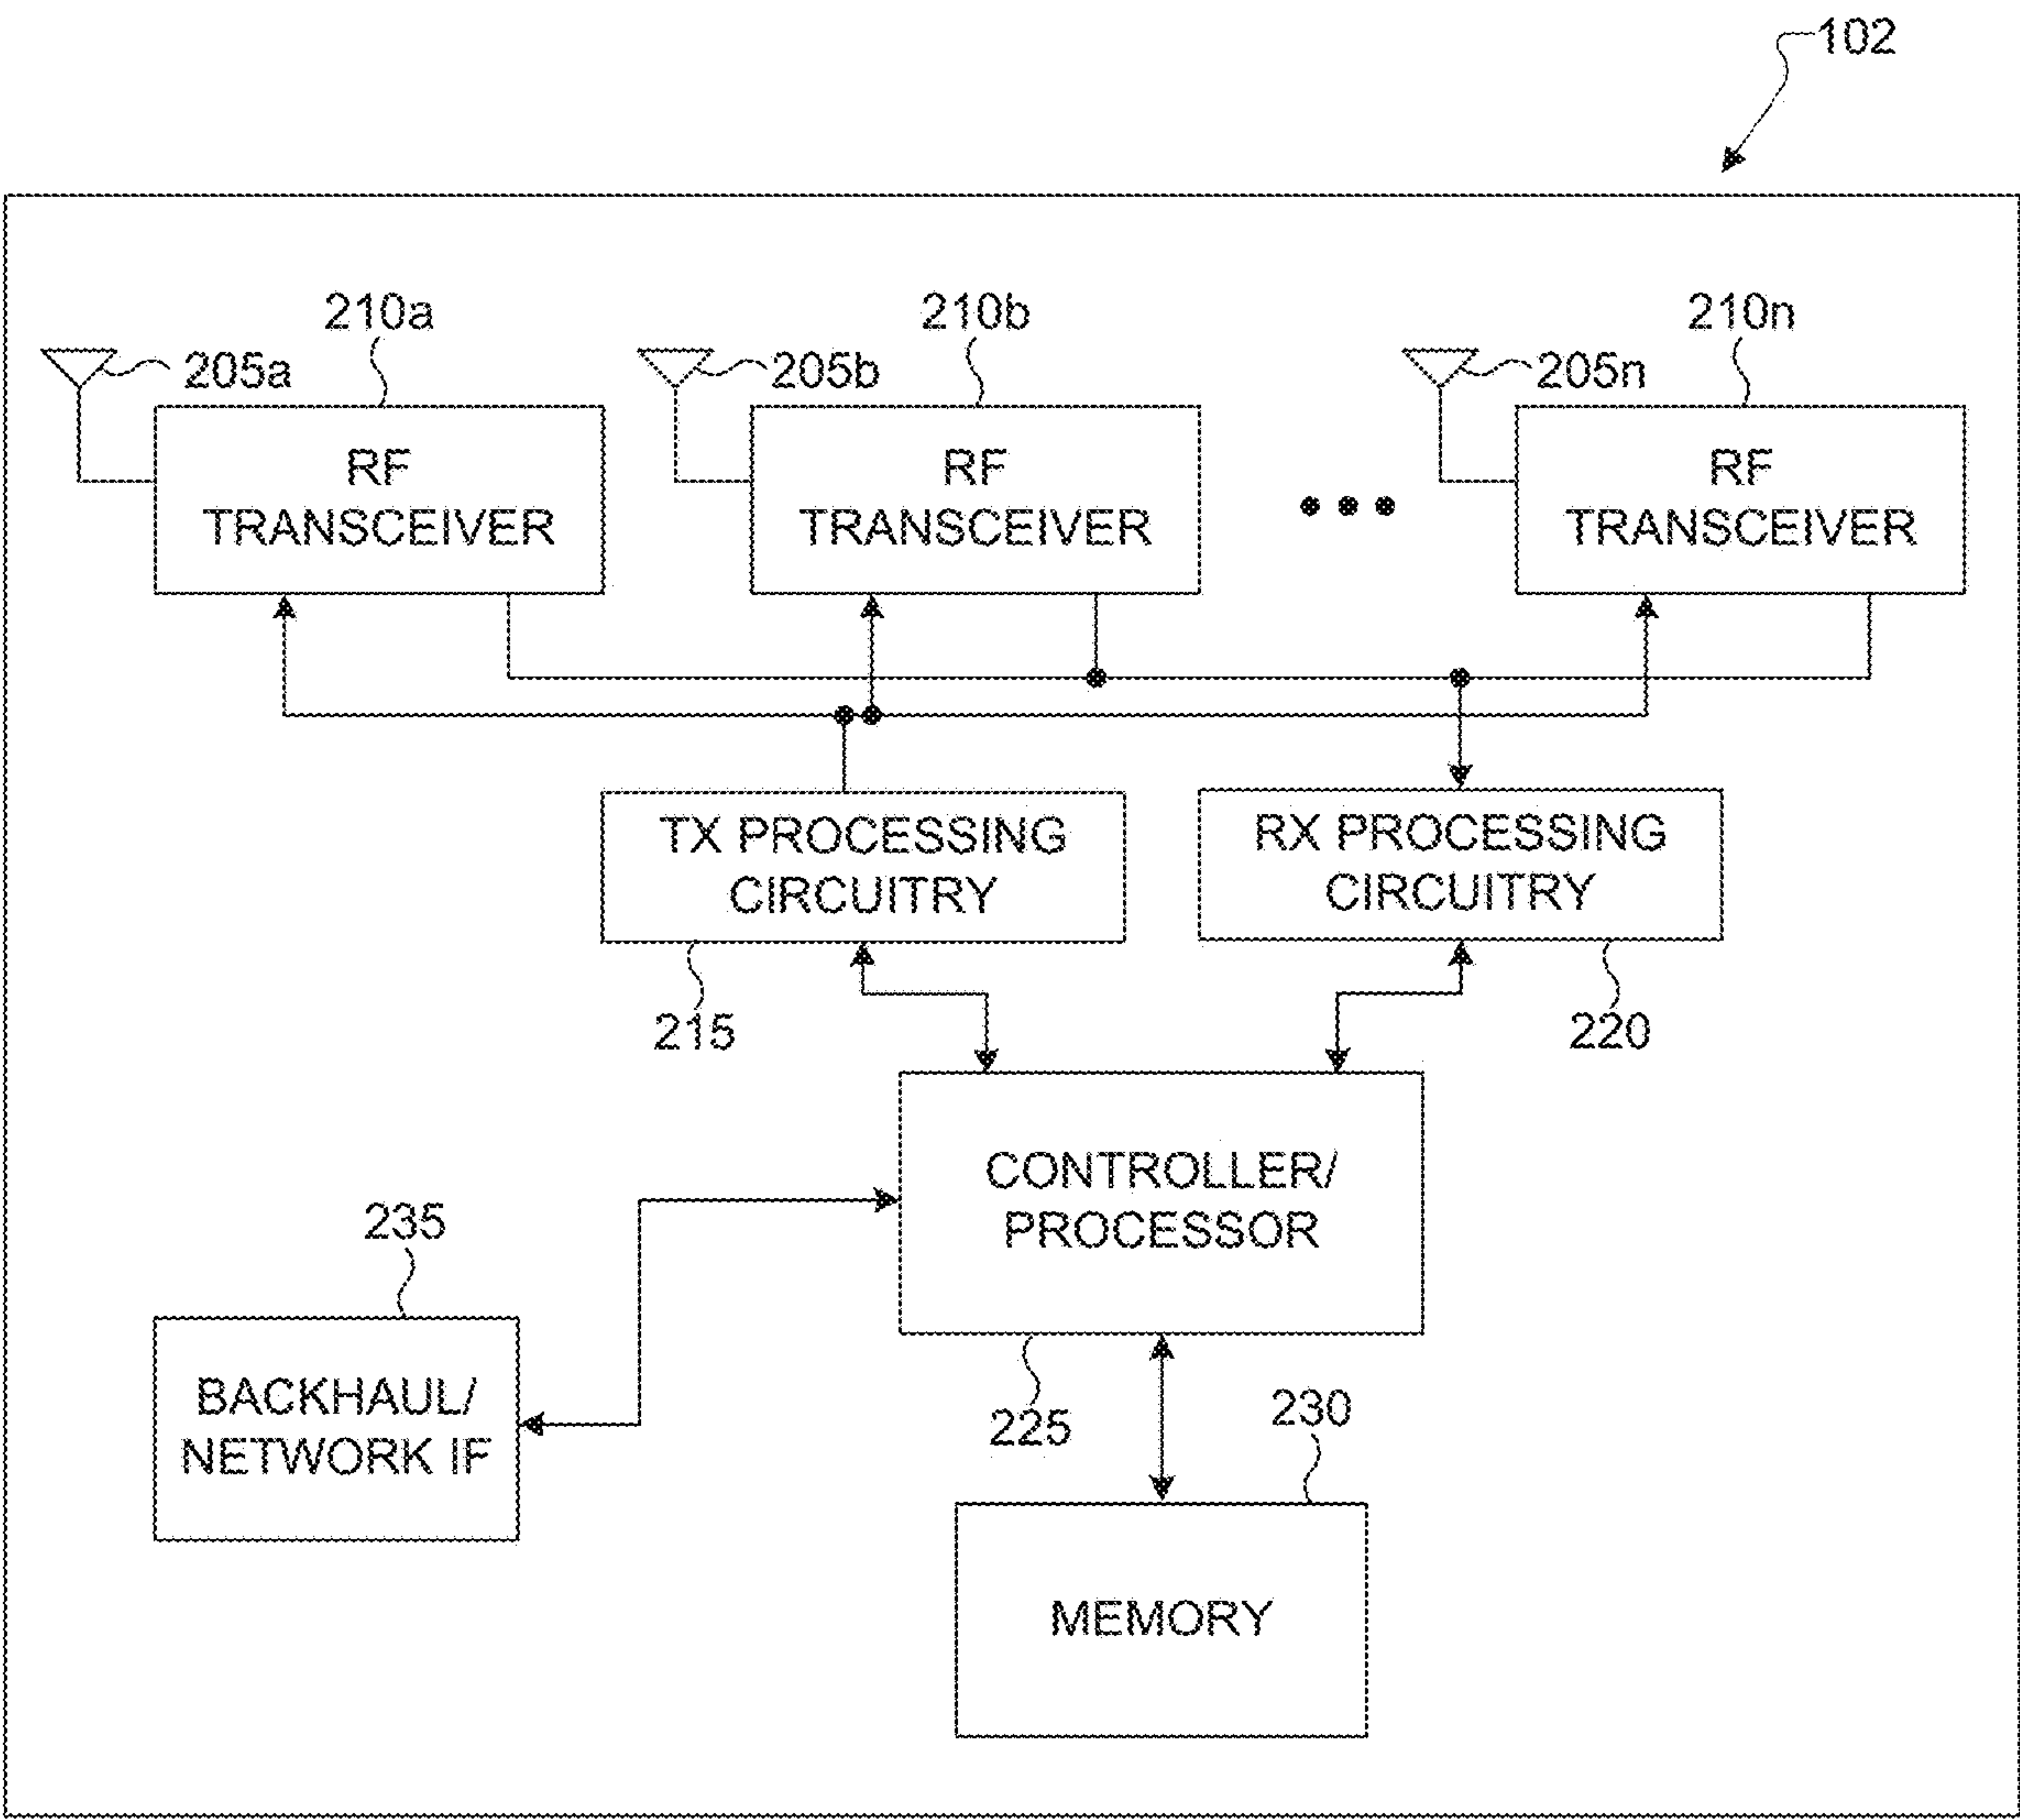 102
210a
210b
210n
205a
205b
205n
RF
TRANSCEIVER
RF
TRANSCEIVER
RF
TRANSCEIVER
TX PROCESSING
CIRCUITRY
RX PROCESSING
CIRCUITRY
215
220
CONTROLLER/
PROCESSOR
235
BACKHAUL/
NETWORK IF
225
230
MEMORY